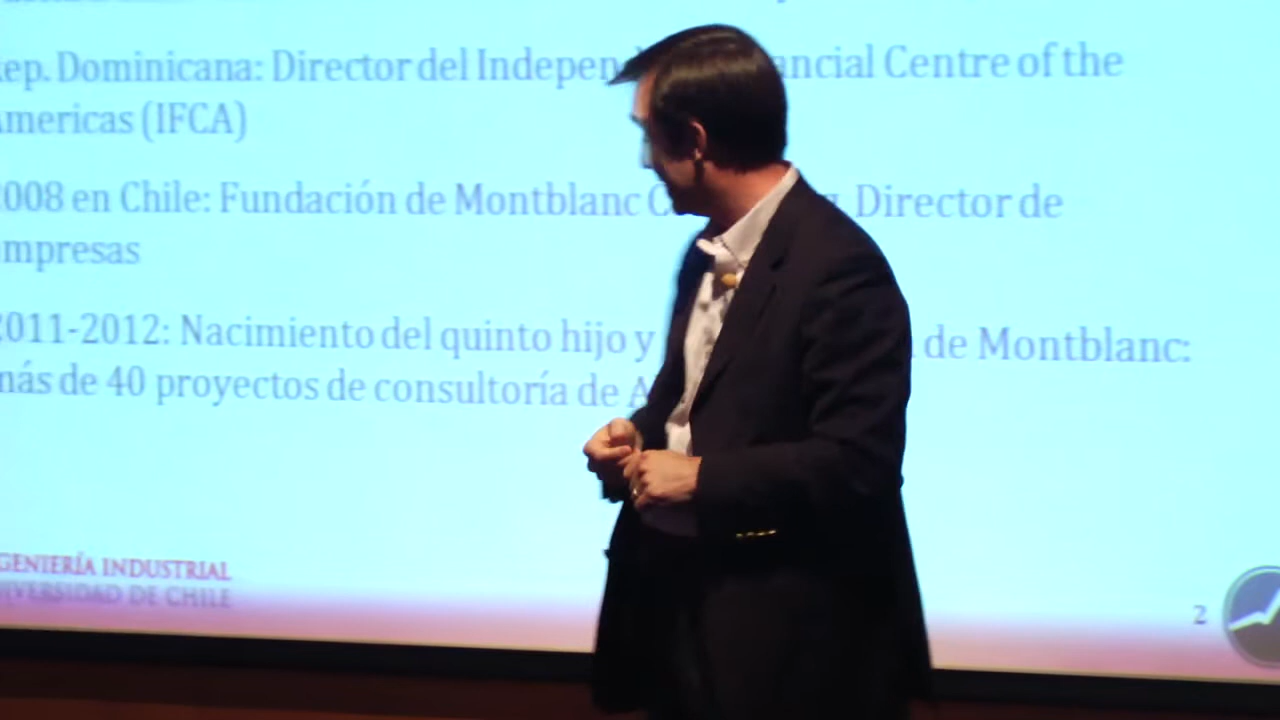 ep. Dominicana: Director del Indepen ancial Centre of the
mericas (IFCA)
008 en Chile: Fundación de Montblanc Director de
mpresas
2011-2012: Nacimiento del quinto hijo y de Montblanc:
más de 40 proyectos de consultoría de A
GENIERÍA INDUSTRIAL
IVERSIDAD DE CHILE
2